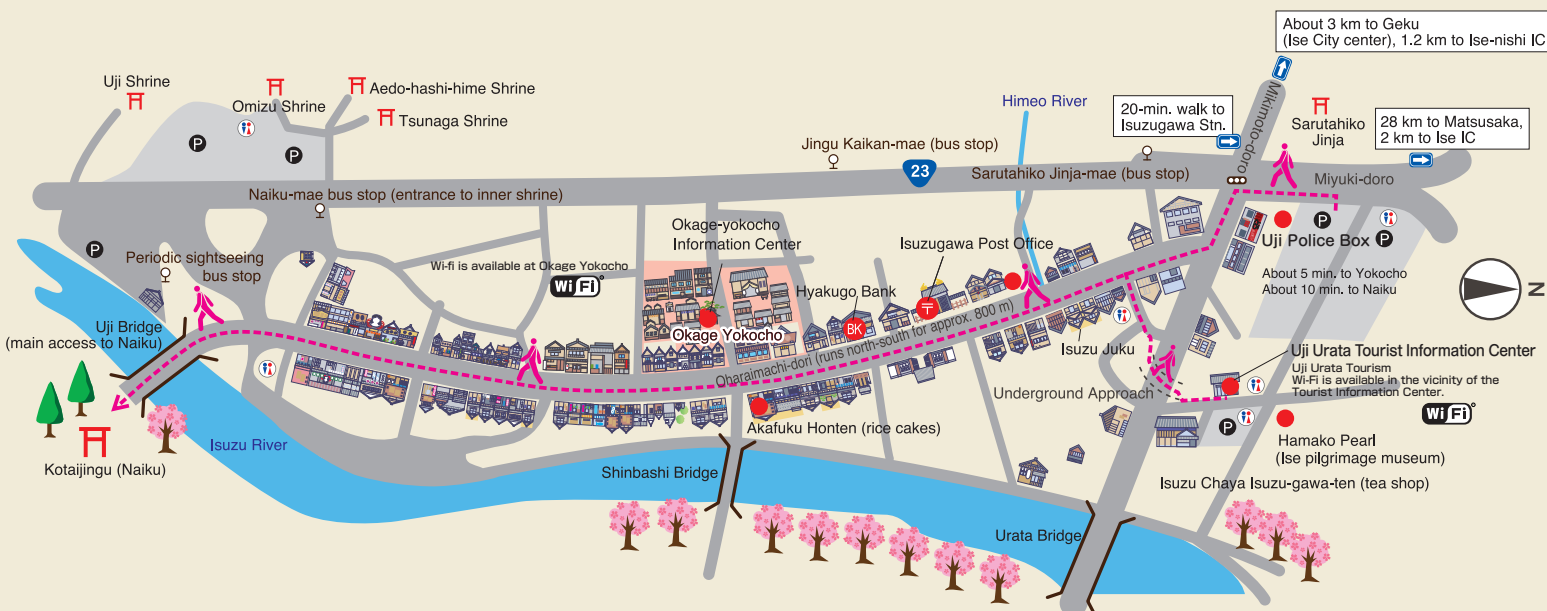 About 3 km to Geku
(Ise City center), 1.2 km to Ise-nishi IC
Uji Shrine
Omizu Shrine
Aedo-hashi-hime Shrine
Tsunaga Shrine
Himeo River
20-min. walk to
Isuzugawa Stn.
Mikimoto-doro
Sarutahiko
Jinja
28 km to Matsusaka,
2 km to Ise IC
P
P
Jingu Kaikan-mae (bus stop)
23
Sarutahiko Jinja-mae (bus stop)
Miyuki-doro
Naiku-mae bus stop (entrance to inner shrine)
P
Periodic sightseeing
bus stop
Okage-yokocho
Information Center
Wi-fi is available at Okage Yokocho
Wi Fi
Isuzugawa Post Office
〒
Hyakugo Bank
BK
P
Uji Police Box
P
About 5 min. to Yokocho
About 10 min. to Naiku
N
Uji Bridge
(main access to Naiku)
Okage Yokocho
Oharaimachi-dori (runs north-south for approx. 800 m)
Isuzu Juku
Uji Urata Tourist Information Center
Uji Urata Tourism
Wi-Fi is available in the vicinity of the
Tourist Information Center.
Wi Fi
Underground Approach
P
Akafuku Honten (rice cakes)
Hamako Pearl
(Ise pilgrimage museum)
Isuzu River
Kotaijingu (Naiku)
Shinbashi Bridge
Isuzu Chaya Isuzu-gawa-ten (tea shop)
Urata Bridge